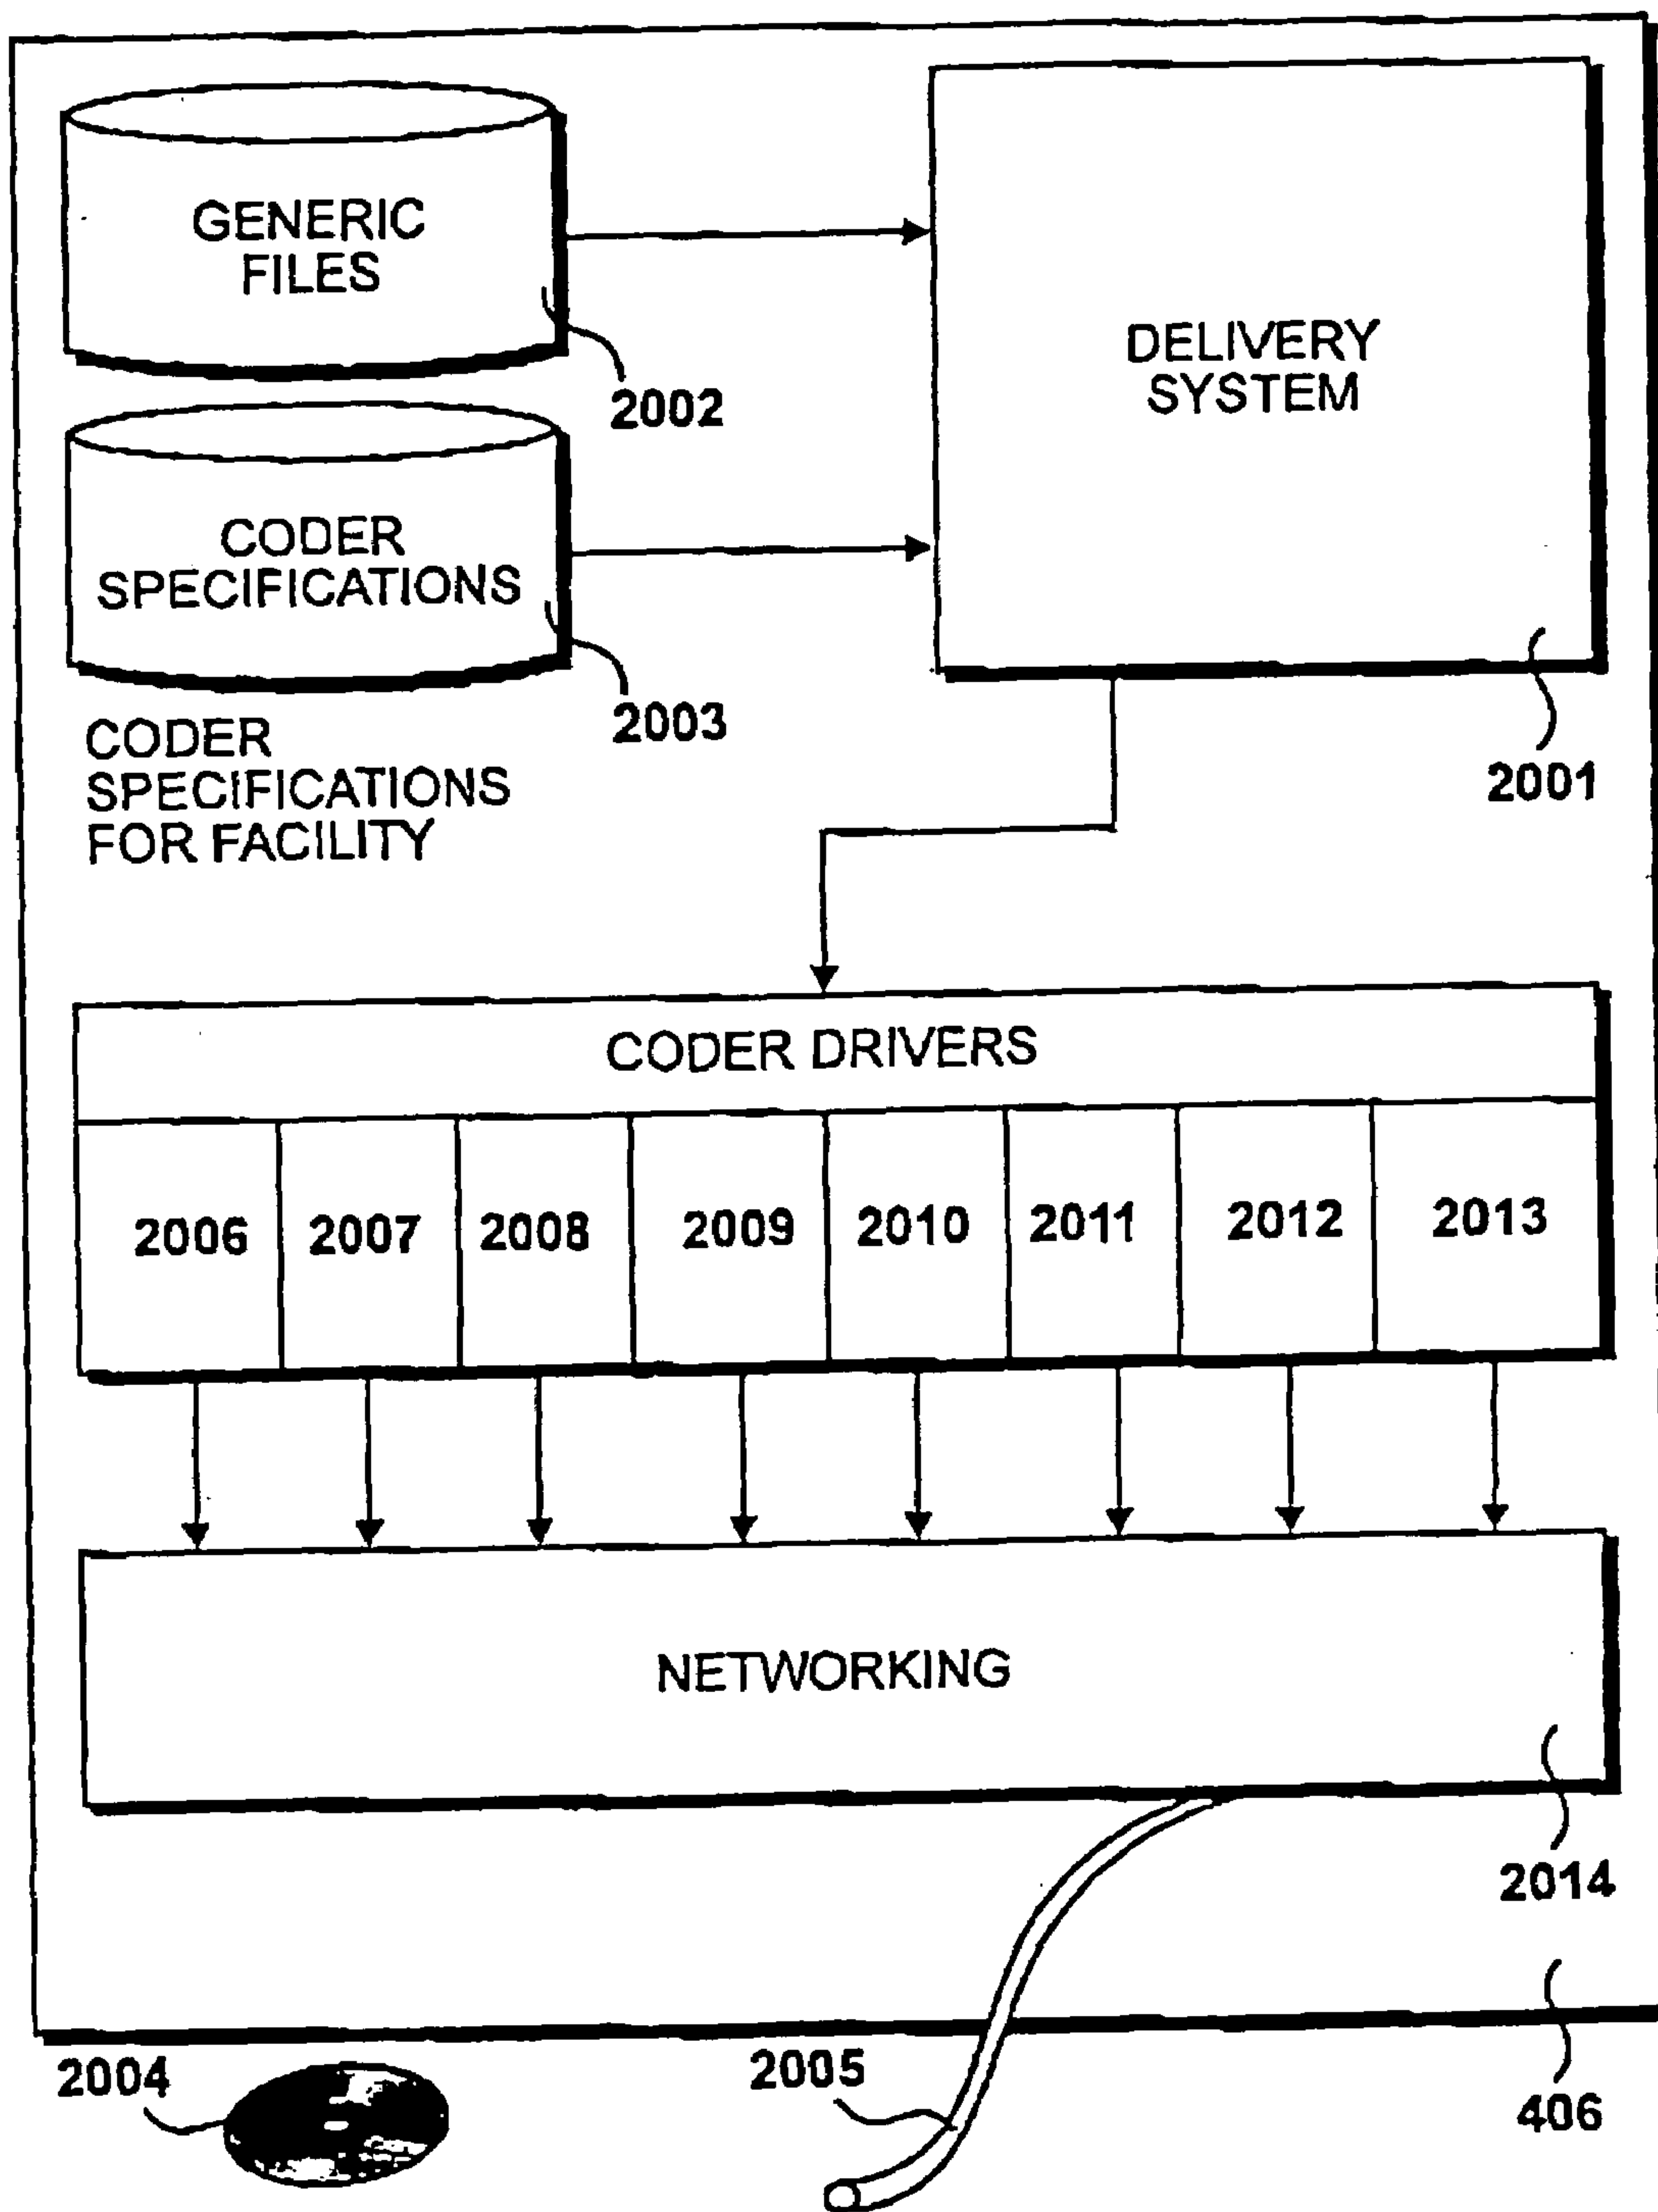 GENERIC
FILES
2002
DELIVERY
SYSTEM
2001
CODER
SPECIFICATIONS
2003
CODER
SPECIFICATIONS
FOR FACILITY
CODER DRIVERS
2006 2007 2008 2009 2010 2011 2012 2013
NETWORKING
2014
2004
2005
406